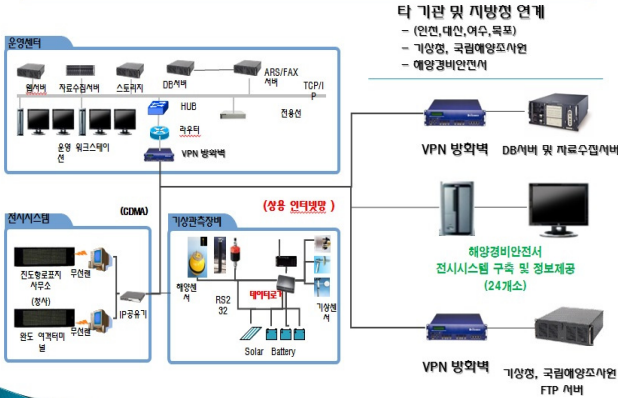 타 기관 및 지방청 연계
– (인천,대산,여수,목포)
– 기상청, 국립해양조사원
– 해양경비안전서
운영센터
웹서버
자료수집서버
스토리지
DB서버
ARS/FAX
서버
TCP/I
P
HUB
전용선
라우터
운영 워크스테이
션
VPN 방화벽
VPN 방화벽
DB서버 및 자료수집서버
(CDMA)
(상용 인터넷망 )
전시시스템
진도항로표지
사무소
(청사)
무선랜
IP공유기
완도 여객터미
널
무선랜
기상관측장비
해양센
서
RS2
32
데이터로거
기상센
서
Solar Battery
해양경비안전서
전시시스템 구축 및 정보제공
(24개소)
VPN 방화벽
기상청, 국립해양조사원
FTP 서버